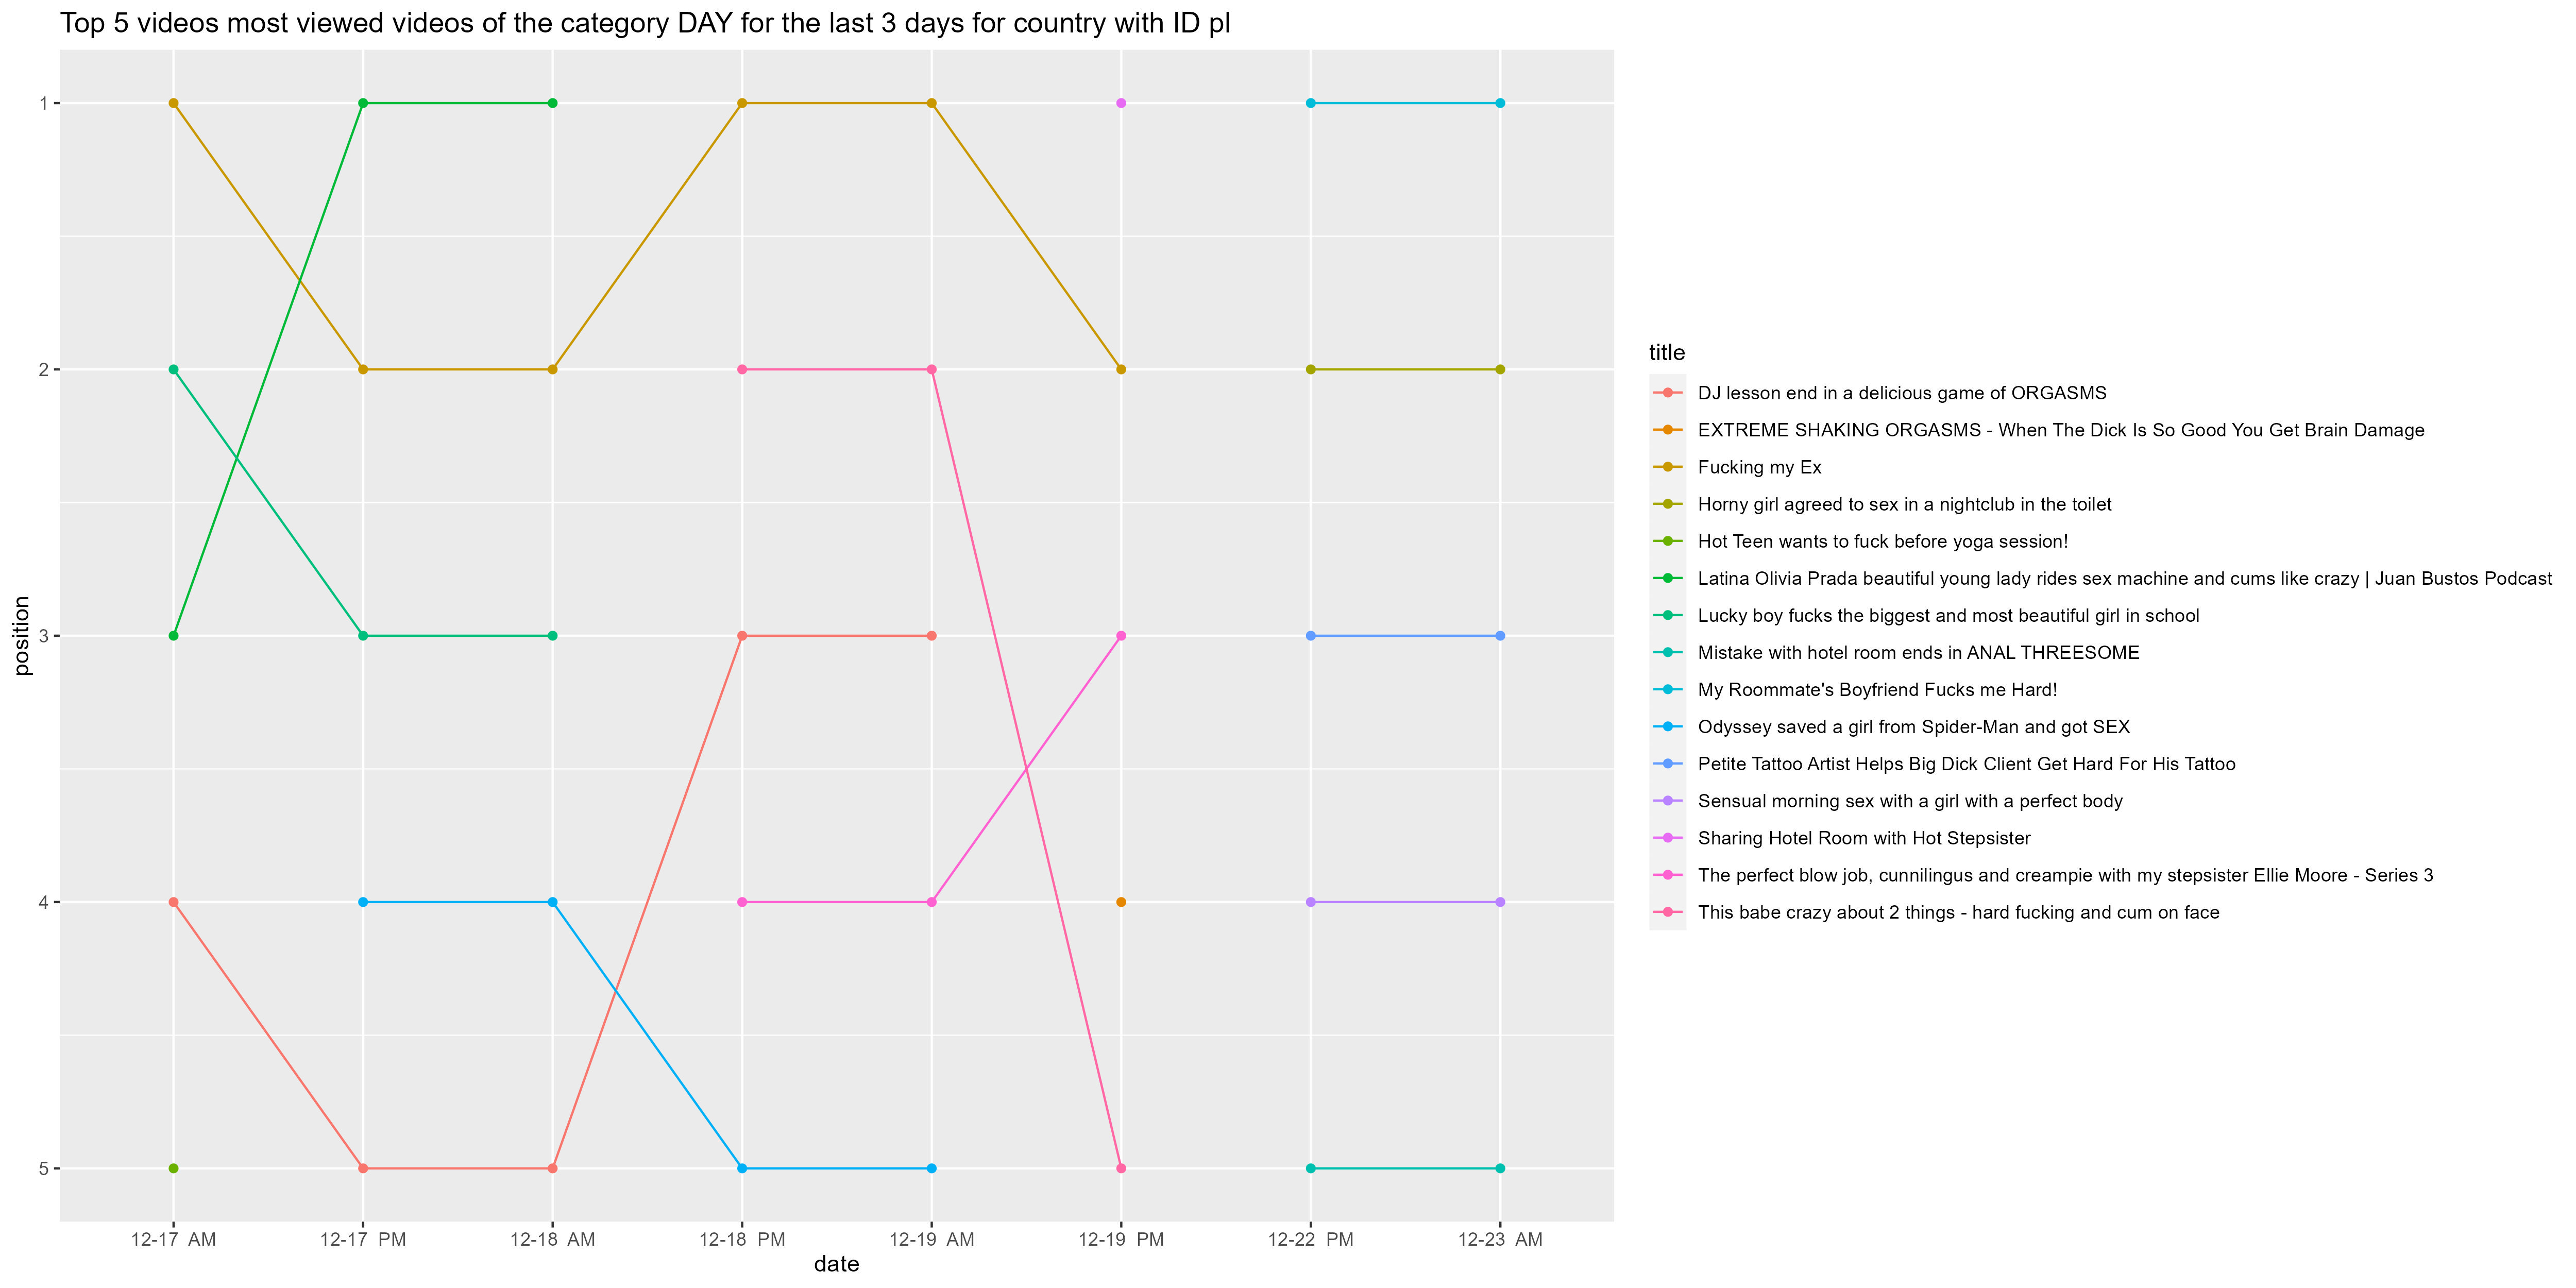 Top 5 videos most viewed videos of the category DAY for the last 3 days for country with ID pl
position
1
2
3
4
5
12-17 AM
12-17 PM
12-18 AM
12-18 PM
12-19 AM
12-19 PM
12-22 PM
12-23 AM
date
title
DJ lesson end in a delicious game of ORGASMS
EXTREME SHAKING ORGASMS - When The Dick Is So Good You Get Brain Damage
Fucking my Ex
Horny girl agreed to sex in a nightclub in the toilet
Hot Teen wants to fuck before yoga session!
Latina Olivia Prada beautiful young lady rides sex machine and cums like crazy | Juan Bustos Podcast
Lucky boy fucks the biggest and most beautiful girl in school
Mistake with hotel room ends in ANAL THREESOME
My Roommate's Boyfriend Fucks me Hard!
Odyssey saved a girl from Spider-Man and got SEX
Petite Tattoo Artist Helps Big Dick Client Get Hard For His Tattoo
Sensual morning sex with a girl with a perfect body
Sharing Hotel Room with Hot Stepsister
The perfect blow job, cunnilingus and creampie with my stepsister Ellie Moore - Series 3
This babe crazy about 2 things - hard fucking and cum on face